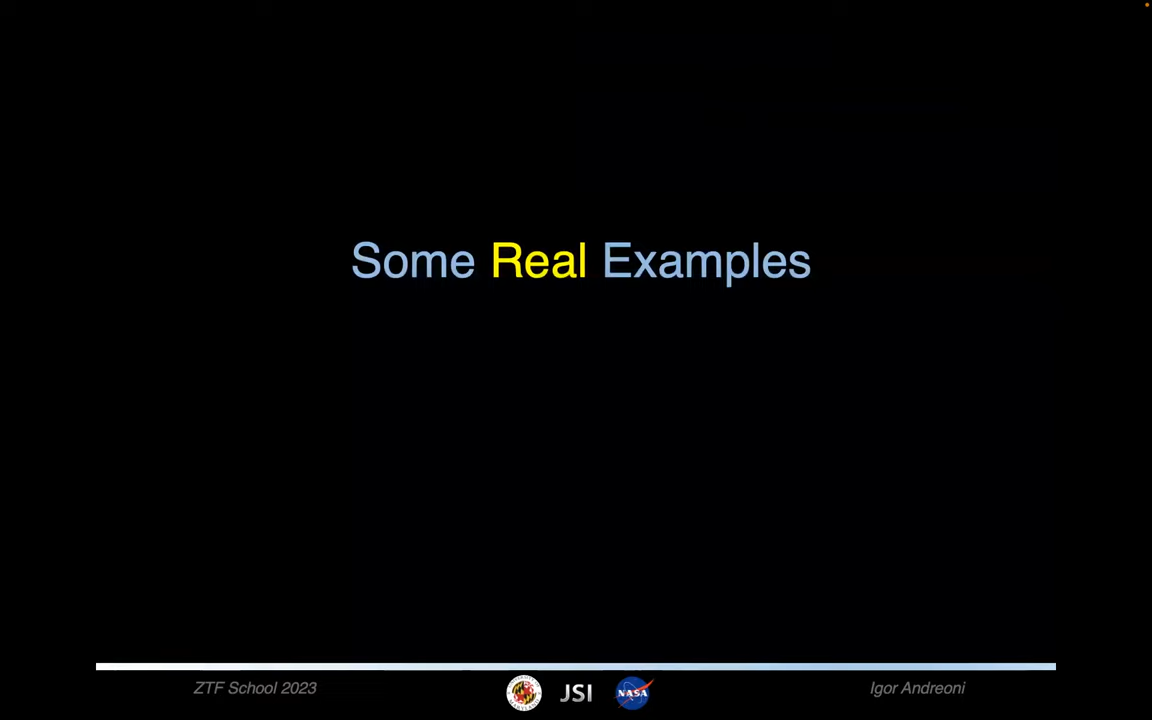 Some Real Examples
ZTF School 2023
JSI
NASA
Igor Andreoni